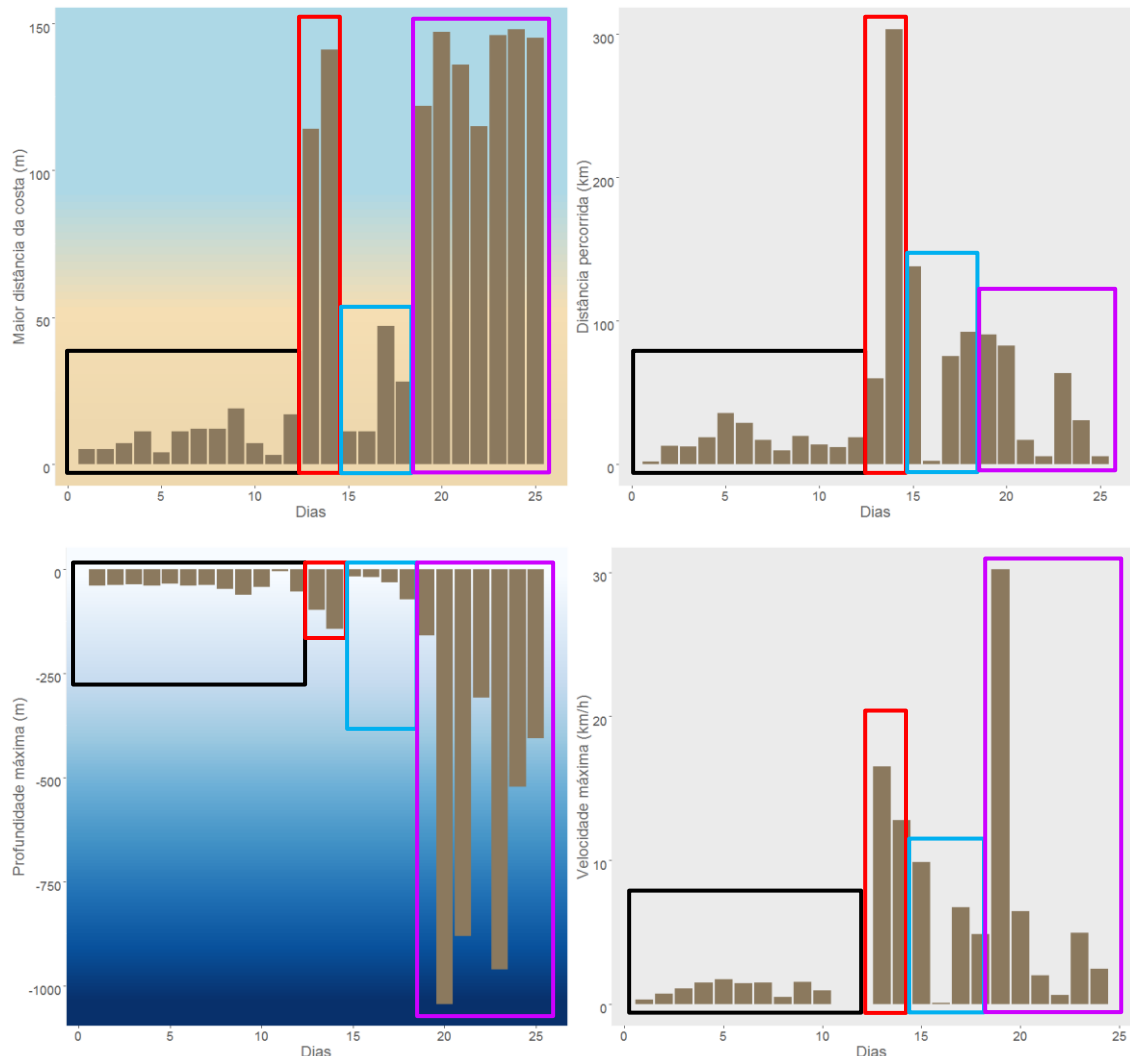 Maior distância da costa (m)
150
100
50
0
0 5 10 15 20 25
Dias
Distância percorrida (km)
300
200
100
0
0 5 10 15 20 25
Dias
Profundidade máxima (m)
0
-250
-500
-750
-1000
0 5 10 15 20 25
Dias
Velocidade máxima (km/h)
30
20
10
0
0 5 10 15 20 25
Dias